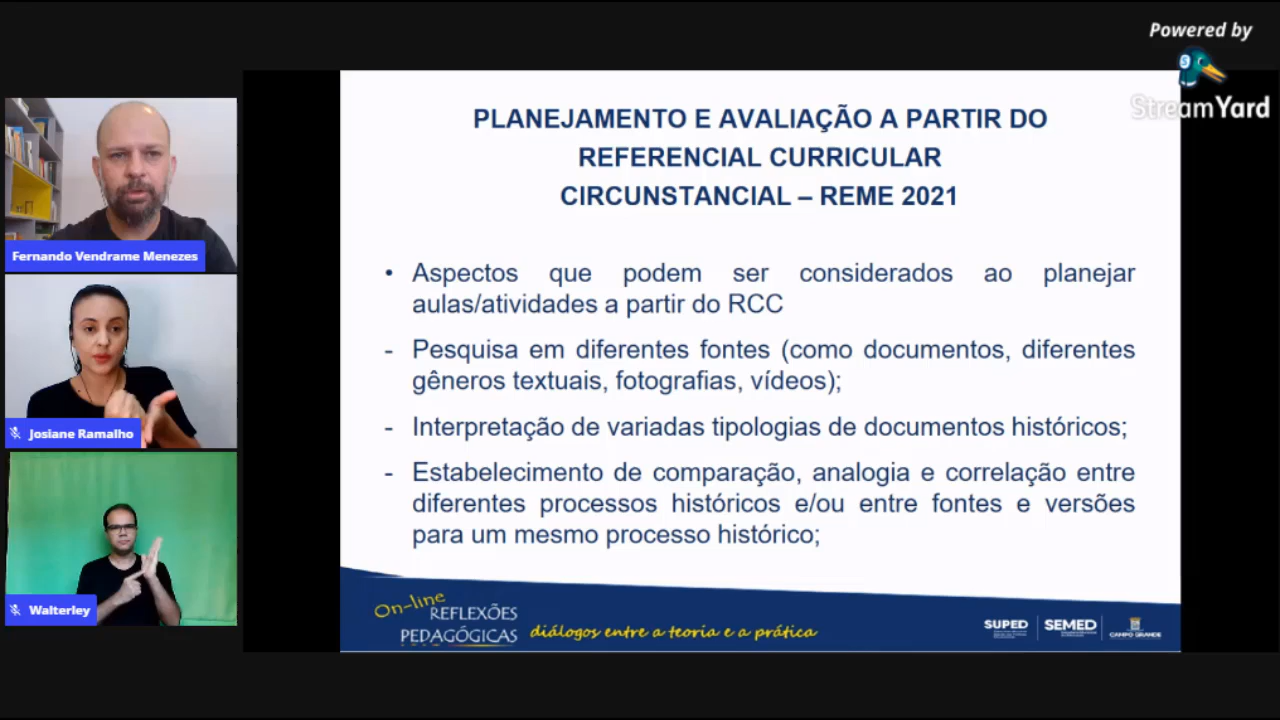 Powered by
StreamYard
PLANEJAMENTO E AVALIAÇÃO A PARTIR DO
REFERENCIAL CURRICULAR
CIRCUNSTANCIAL – REME 2021
• Aspectos que podem ser considerados ao planejar
aulas/atividades a partir do RCC
- Pesquisa em diferentes fontes (como documentos, diferentes
gêneros textuais, fotografias, vídeos);
- Interpretação de variadas tipologias de documentos históricos;
- Estabelecimento de comparação, analogia e correlação entre
diferentes processos históricos e/ou entre fontes e versões
para um mesmo processo histórico;
Fernando Vendrame Menezes
Josiane Ramalho
Walterley
On-line
REFLEXÕES
PEDAGÓGICAS
diálogos entre a teoria e a prática
SUPED
SEMED
CAMPO GRANDE